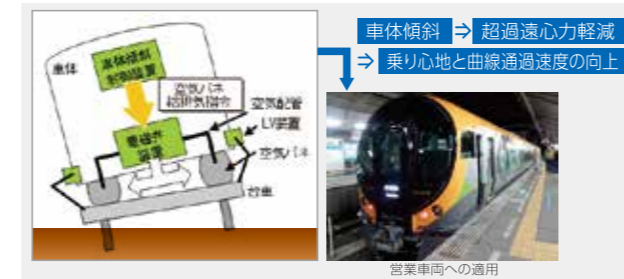 車体傾斜 ⇒ 超過遠心力軽減
⇒ 乗り心地と曲線通過速度の向上
車体
車体傾斜
制御装置
空気バネ
給排気指令
空気配管
LV装置
電磁弁
装置
空気バネ
台車
営業車両への適用